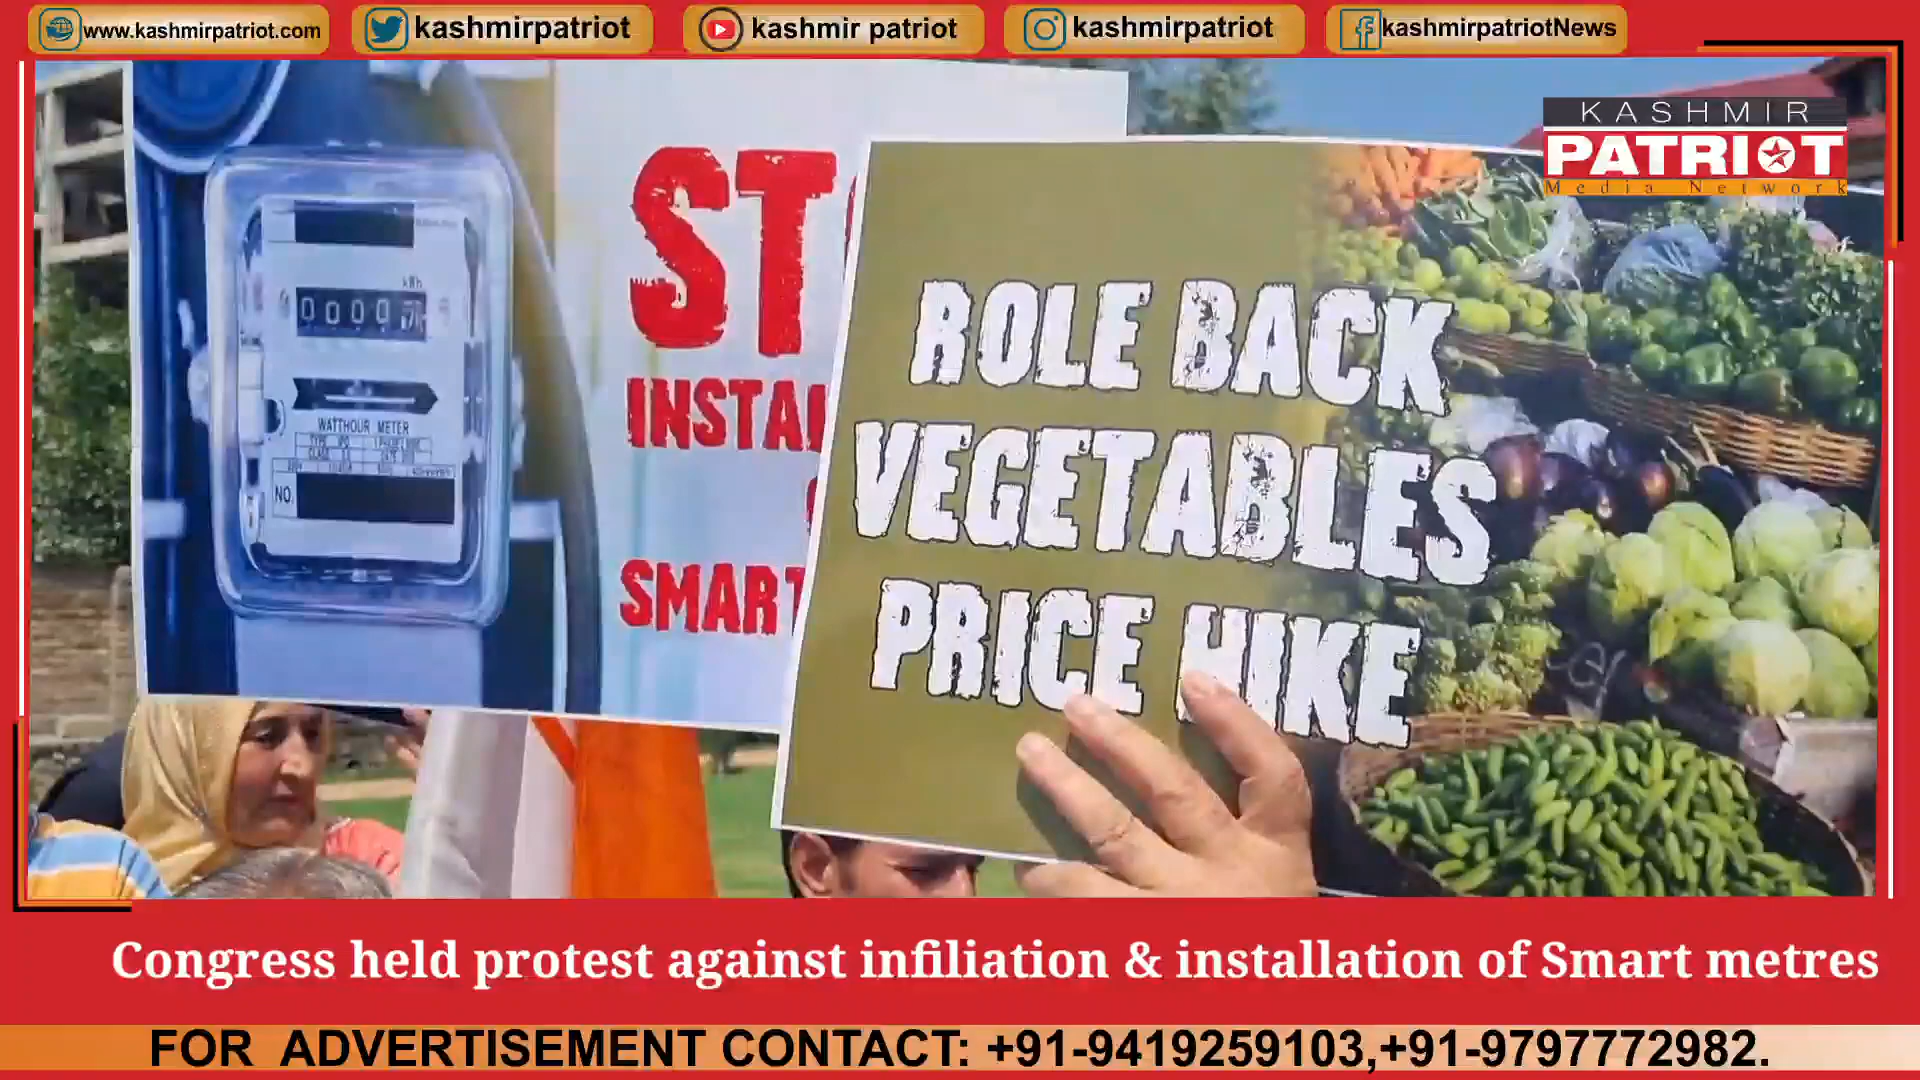 www.kashmirpatriot.com
kashmirpatriot
kashmir patriot
kashmirpatriot
kashmirpatriotNews
KASHMIR
PATRIOT
Media Network
kWh
WATTHOUR METER
NO.
INSTAL
SMART
ROLE BACK
VEGETABLES
PRICE HIKE
Congress held protest against infiliation & installation of Smart metres
FOR ADVERTISEMENT CONTACT: +91-9419259103,+91-9797772982.